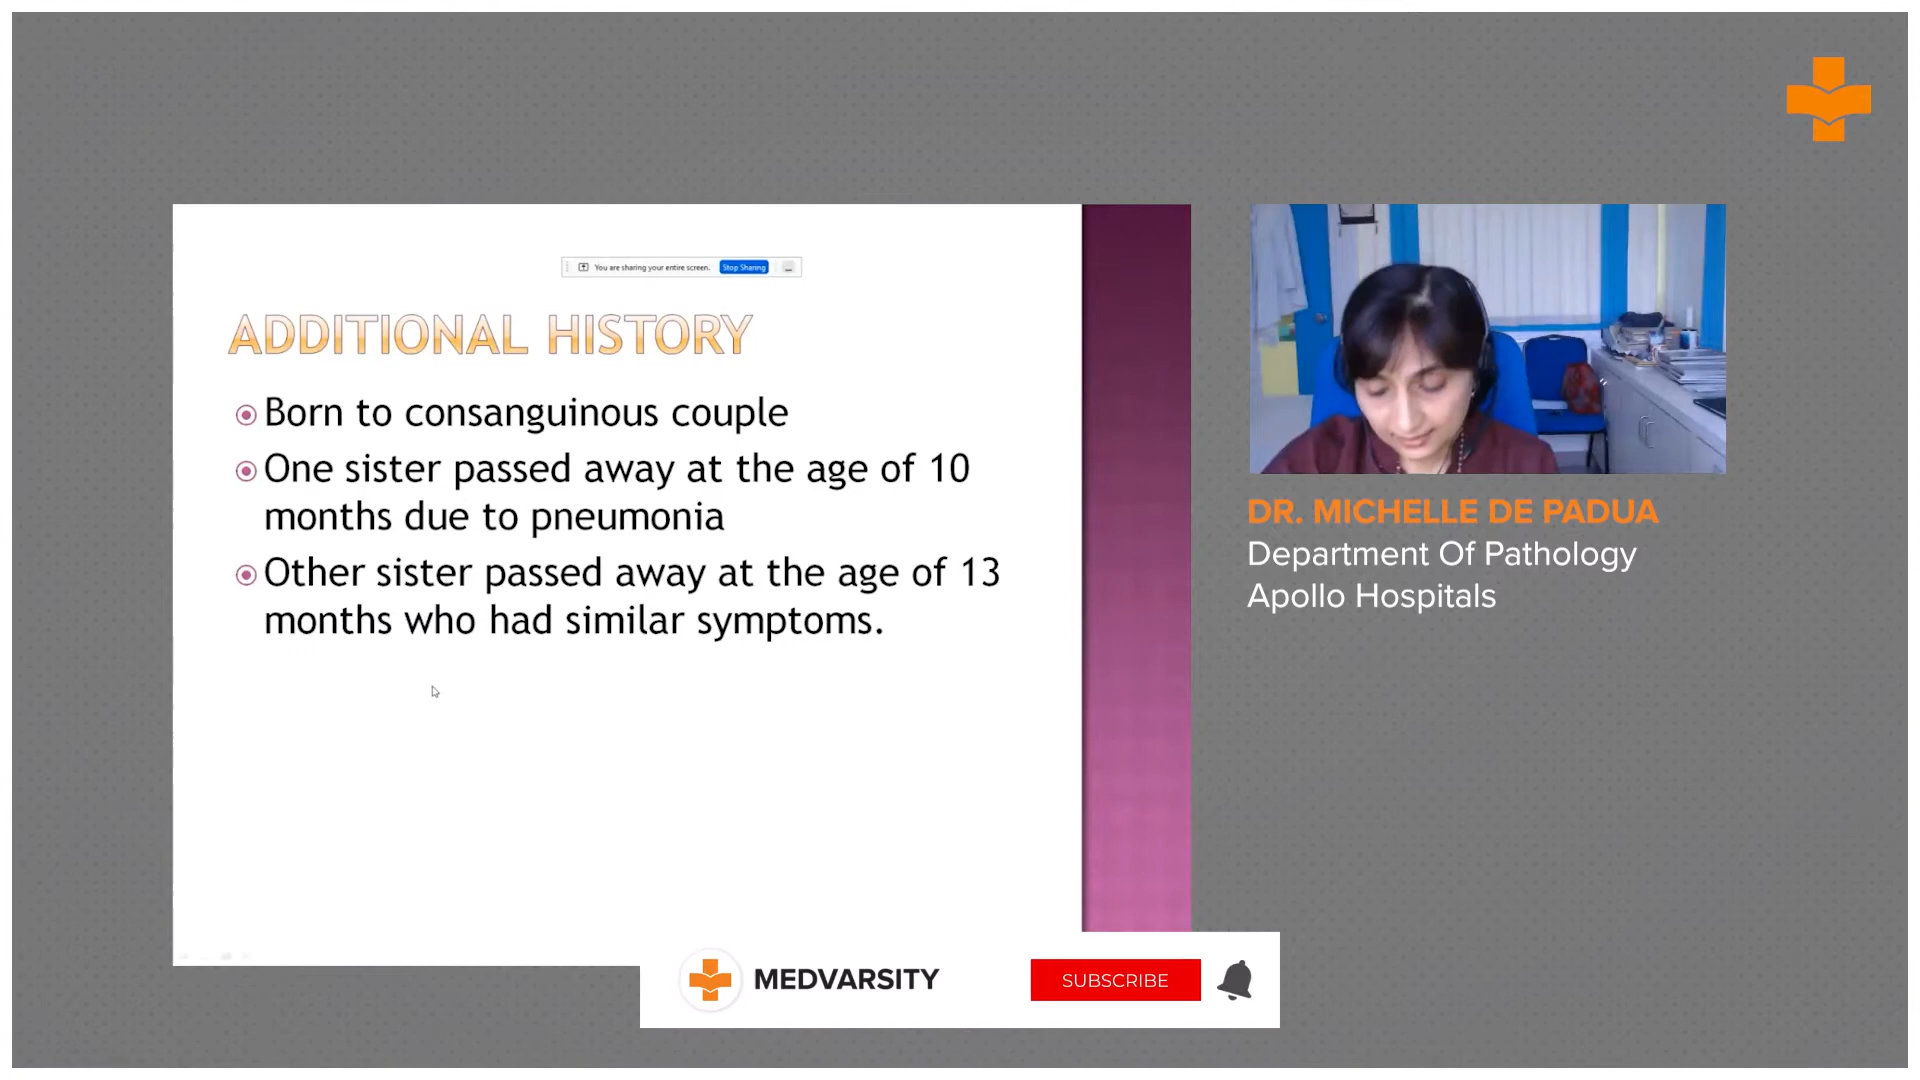 You are sharing your entire screen. Stop Sharing
ADDITIONAL HISTORY
Born to consanguinous couple
One sister passed away at the age of 10
months due to pneumonia
Other sister passed away at the age of 13
months who had similar symptoms.
DR. MICHELLE DE PADUA
Department Of Pathology
Apollo Hospitals
MEDVARSITY
SUBSCRIBE